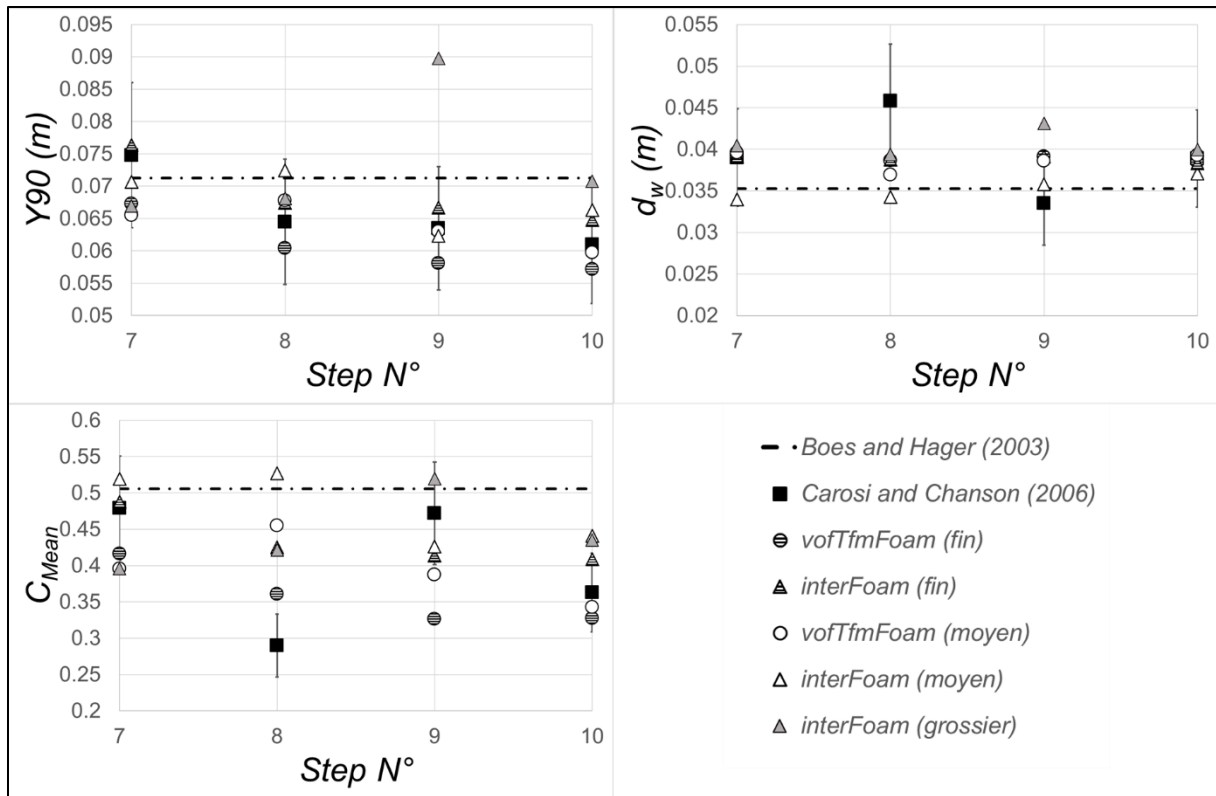 0.095
0.09
0.085
0.08
0.075
0.07
0.065
0.06
0.055
0.05
Y90 (m)
7 8 9 10
Step N°
0.055
0.05
0.045
0.04
0.035
0.03
0.025
0.02
d_w (m)
7 8 9 10
Step N°
0.6
0.55
0.5
0.45
0.4
0.35
0.3
0.25
0.2
C_Mean
7 8 9 10
Step N°
Boes and Hager (2003)
Carosi and Chanson (2006)
vofTfmFoam (fin)
interFoam (fin)
vofTfmFoam (moyen)
interFoam (moyen)
interFoam (grossier)